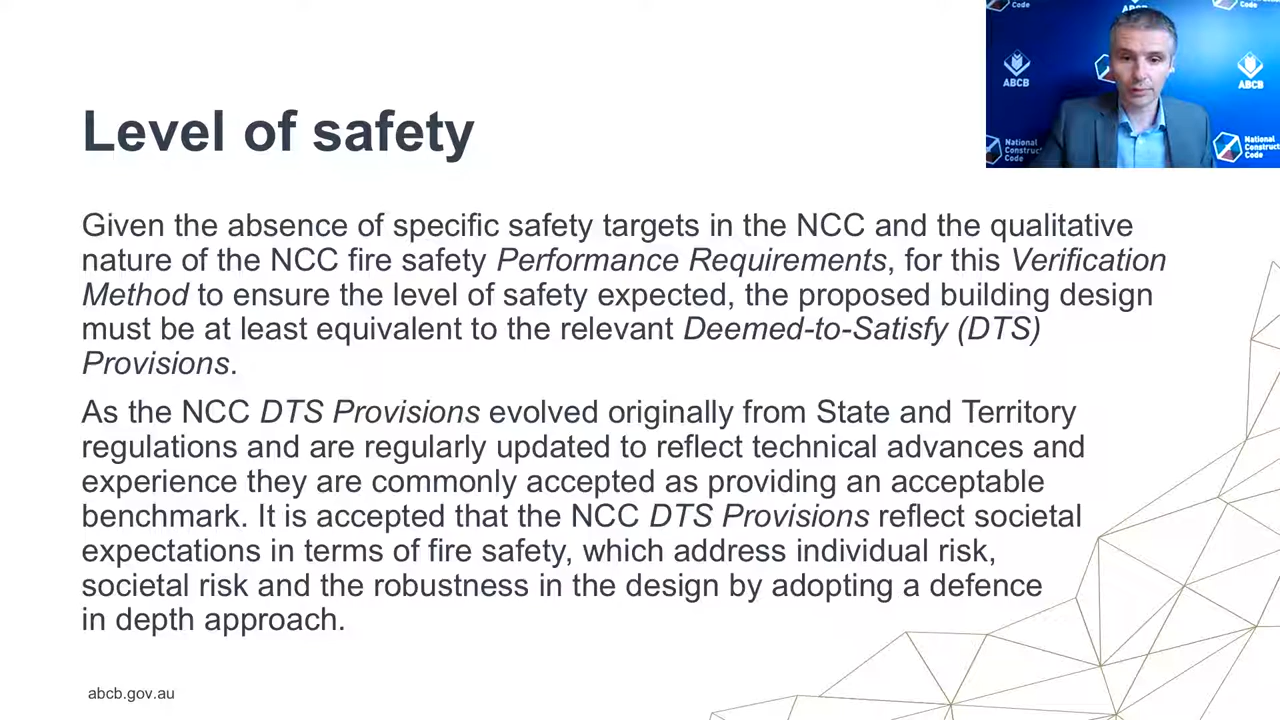 Level of safety
Given the absence of specific safety targets in the NCC and the qualitative
nature of the NCC fire safety Performance Requirements, for this Verification
Method to ensure the level of safety expected, the proposed building design
must be at least equivalent to the relevant Deemed-to-Satisfy (DTS)
Provisions.
As the NCC DTS Provisions evolved originally from State and Territory
regulations and are regularly updated to reflect technical advances and
experience they are commonly accepted as providing an acceptable
benchmark. It is accepted that the NCC DTS Provisions reflect societal
expectations in terms of fire safety, which address individual risk,
societal risk and the robustness in the design by adopting a defence
in depth approach.
abcb.gov.au
Code
ABCB
Code
ABCB
ABCB
National
Construc
Code
National
Construct
Code